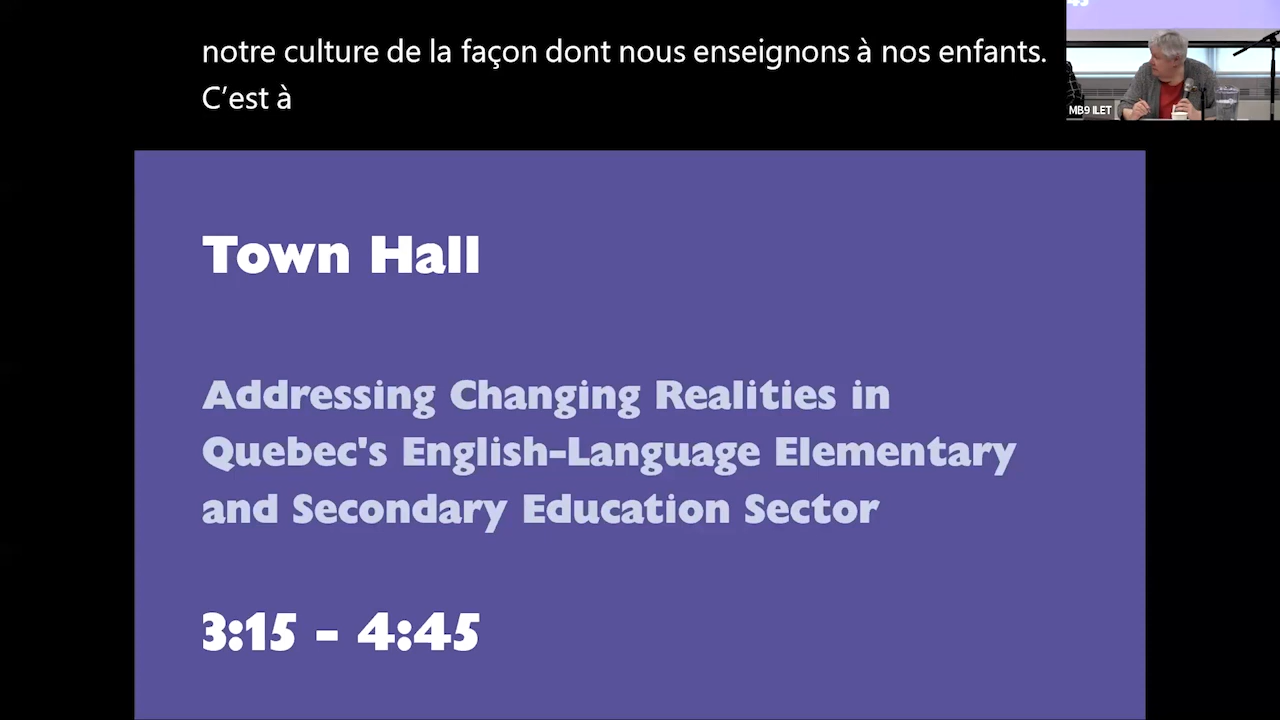 notre culture de la façon dont nous enseignons à nos enfants.
C’est à
MB9 ILET
Town Hall
Addressing Changing Realities in
Quebec's English-Language Elementary
and Secondary Education Sector
3:15 - 4:45